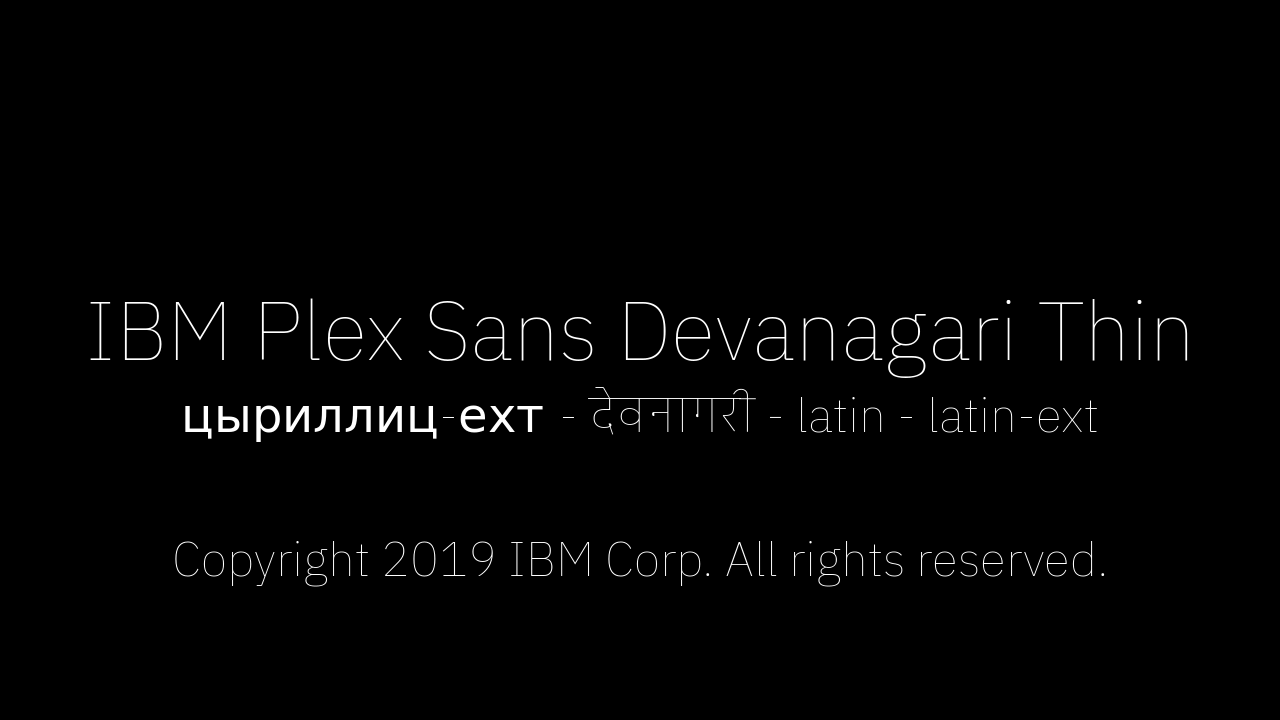 IBM Plex Sans Devanagari Thin
цыриллиц-ехт - देवनागरी - latin - latin-ext
Copyright 2019 IBM Corp. All rights reserved.